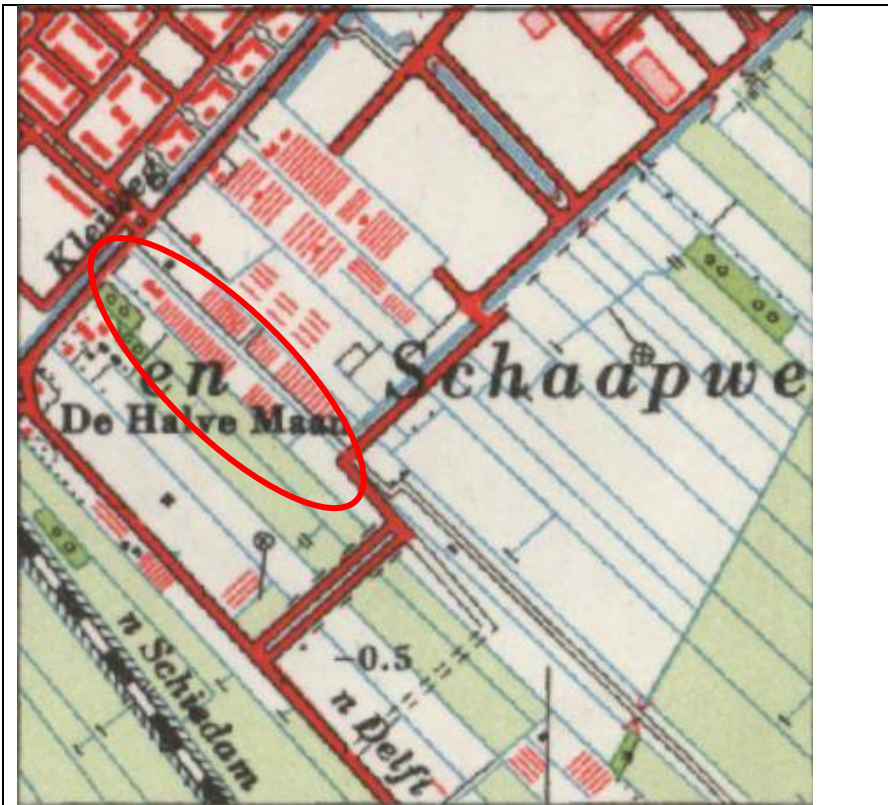 Kleiweg
en Schaapwe
De Halve Maan
-0.5
n Schiedam
n Delft